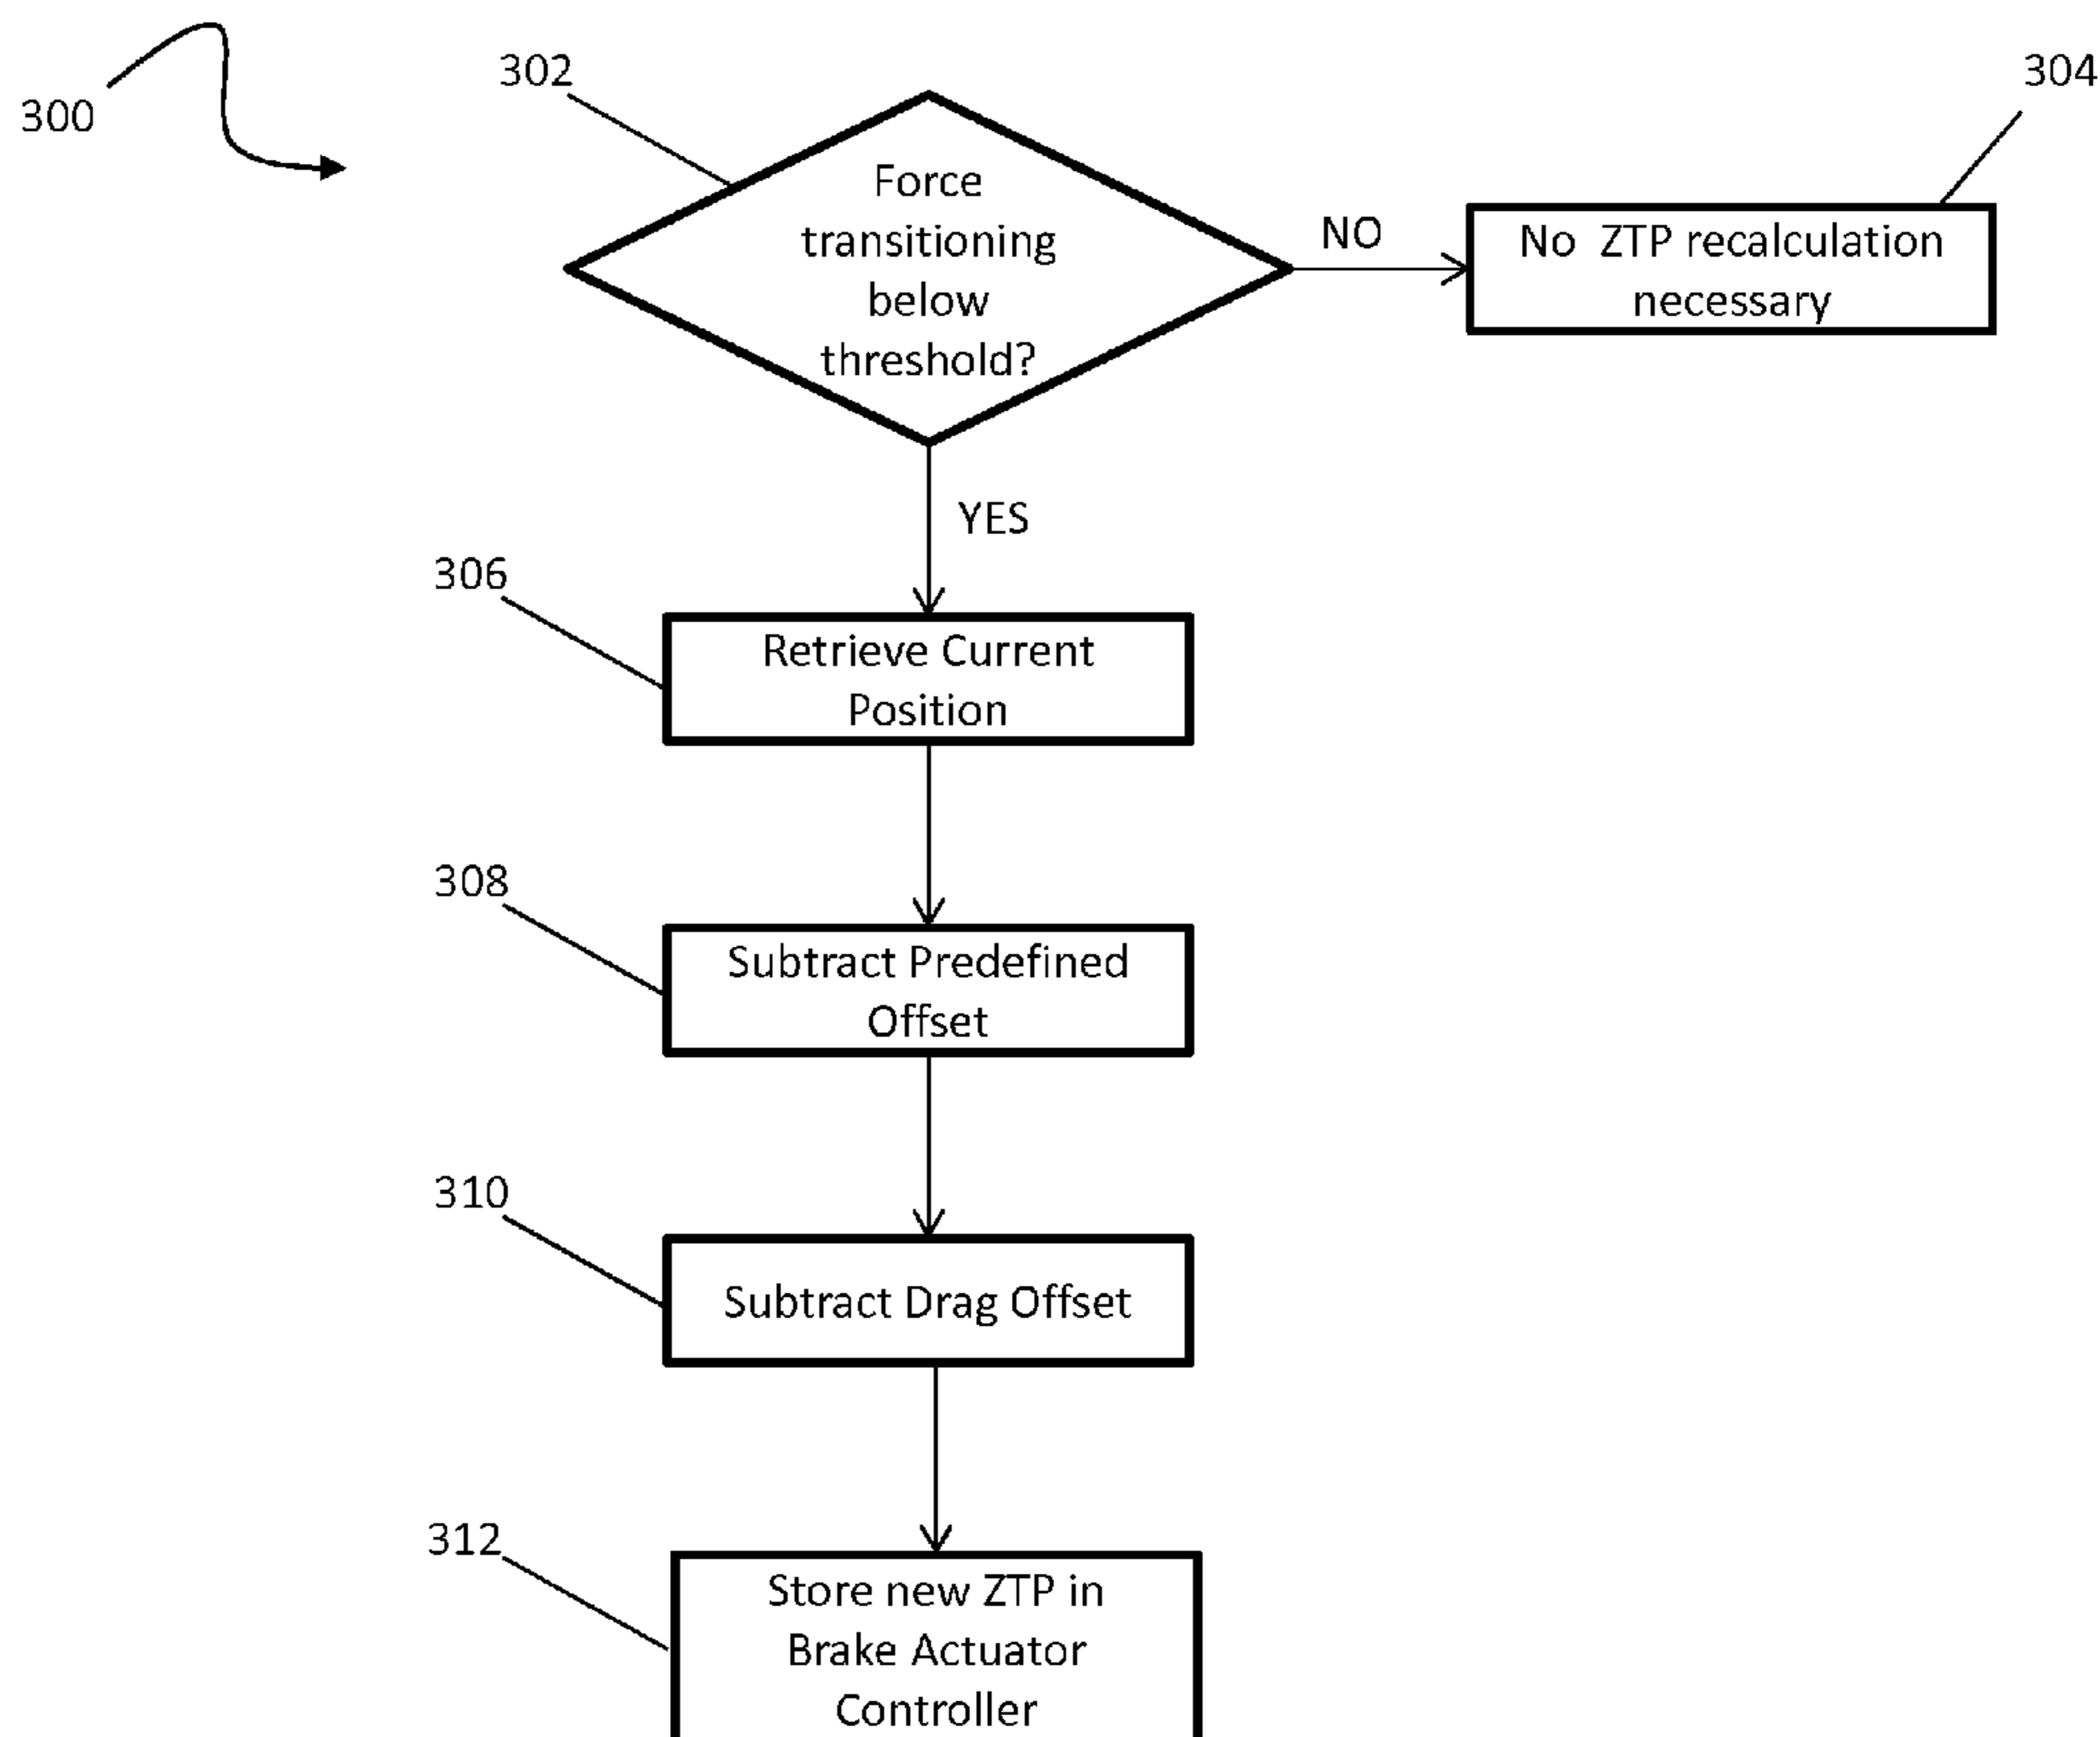 300
302
304
Force
transitioning
below
threshold?
NO
No ZTP recalculation
necessary
YES
306
Retrieve Current
Position
308
Subtract Predefined
Offset
310
Subtract Drag Offset
312
Store new ZTP in
Brake Actuator
Controller